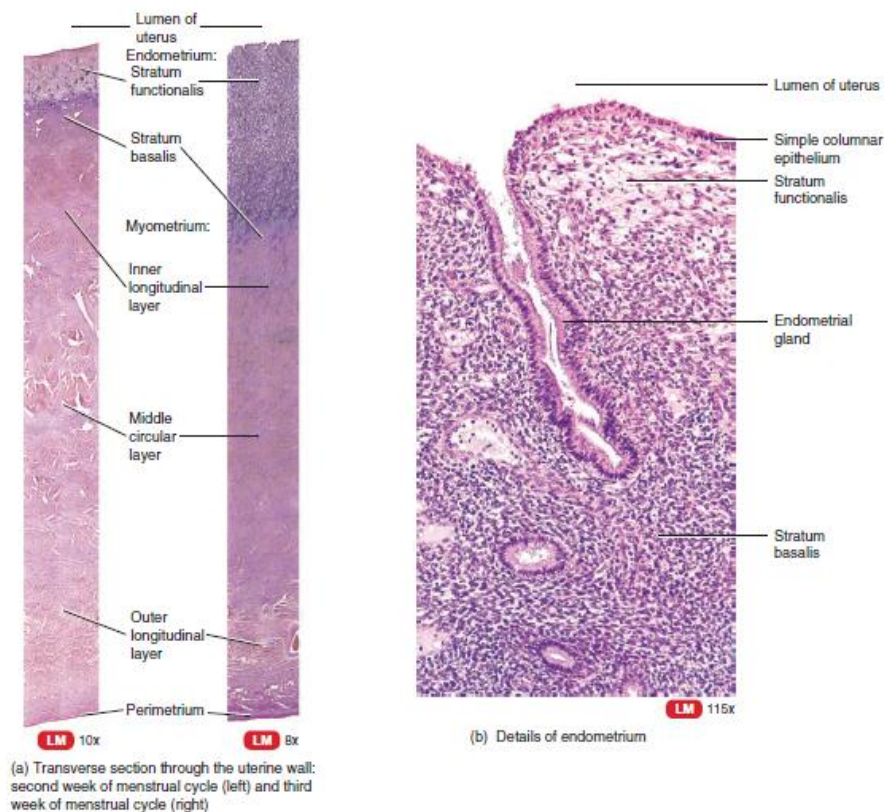 Lumen of
uterus
Endometrium:
Stratum
functionalis
Stratum
basalis
Myometrium:
Inner
longitudinal
layer
Middle
circular
layer
Outer
longitudinal
layer
Perimetrium
LM 10x
LM 8x
(a) Transverse section through the uterine wall:
second week of menstrual cycle (left) and third
week of menstrual cycle (right)
Lumen of uterus
Simple columnar
epithelium
Stratum
functionalis
Endometrial
gland
Stratum
basalis
LM 115x
(b) Details of endometrium